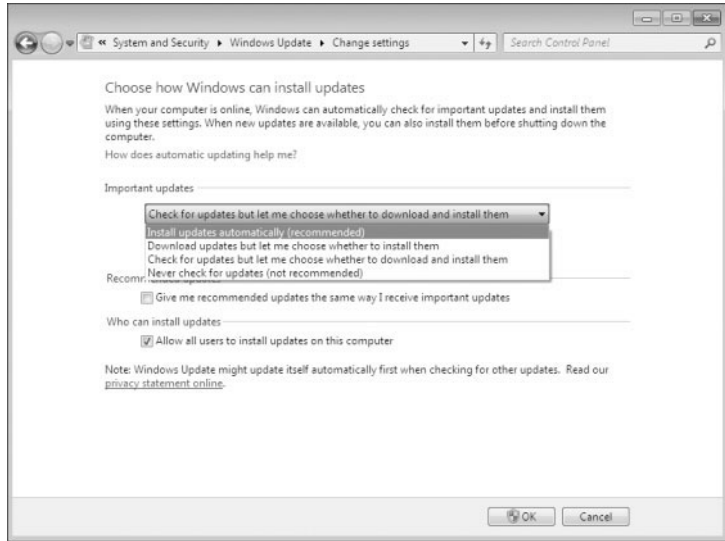 « System and Security ▸ Windows Update ▸ Change settings
Search Control Panel
Choose how Windows can install updates
When your computer is online, Windows can automatically check for important updates and install them
using these settings. When new updates are available, you can also install them before shutting down the
computer.
How does automatic updating help me?
Important updates
Check for updates but let me choose whether to download and install them
Install updates automatically (recommended)
Download updates but let me choose whether to install them
Check for updates but let me choose whether to download and install them
Never check for updates (not recommended)
Give me recommended updates the same way I receive important updates
Who can install updates
Allow all users to install updates on this computer
Note: Windows Update might update itself automatically first when checking for other updates. Read our
privacy statement online.
OK
Cancel